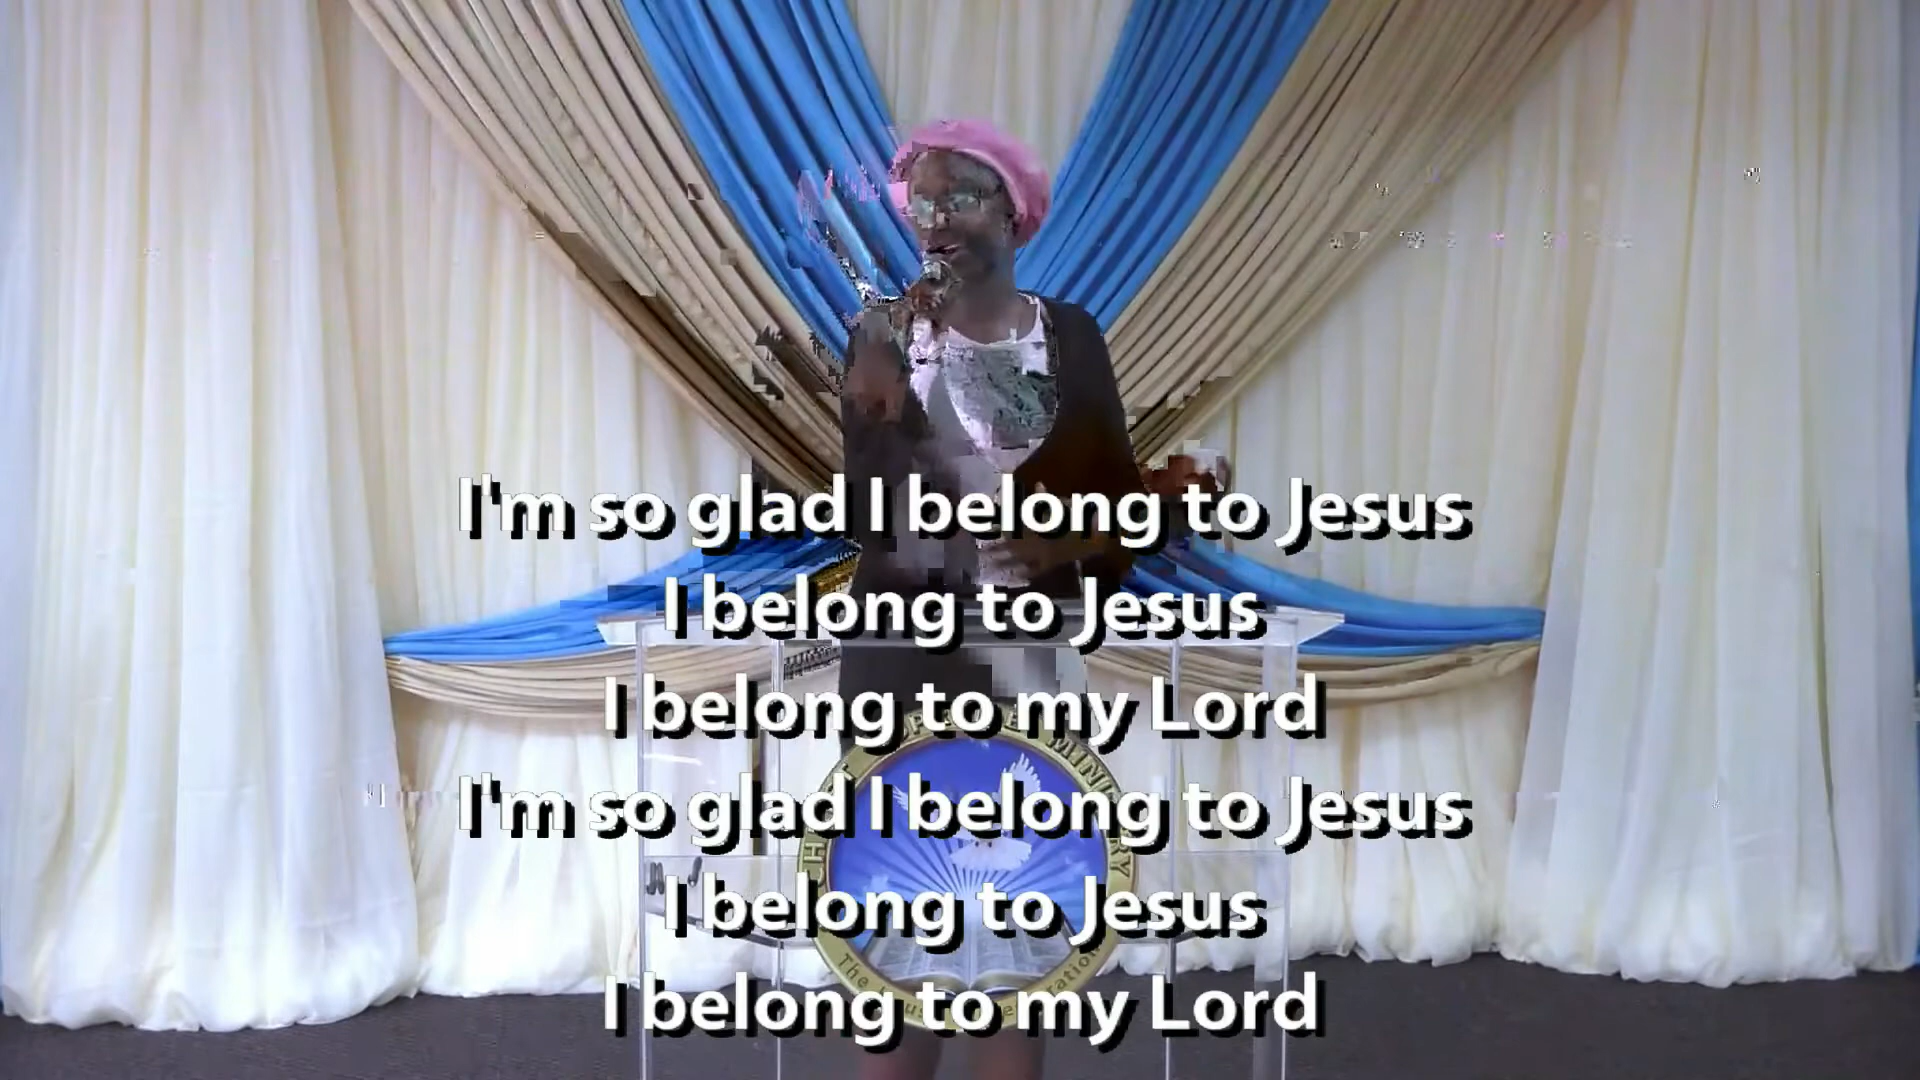 I'm so glad I belong to Jesus
I belong to Jesus
I belong to my Lord
I'm so glad I belong to Jesus
I belong to Jesus
I belong to my Lord
The